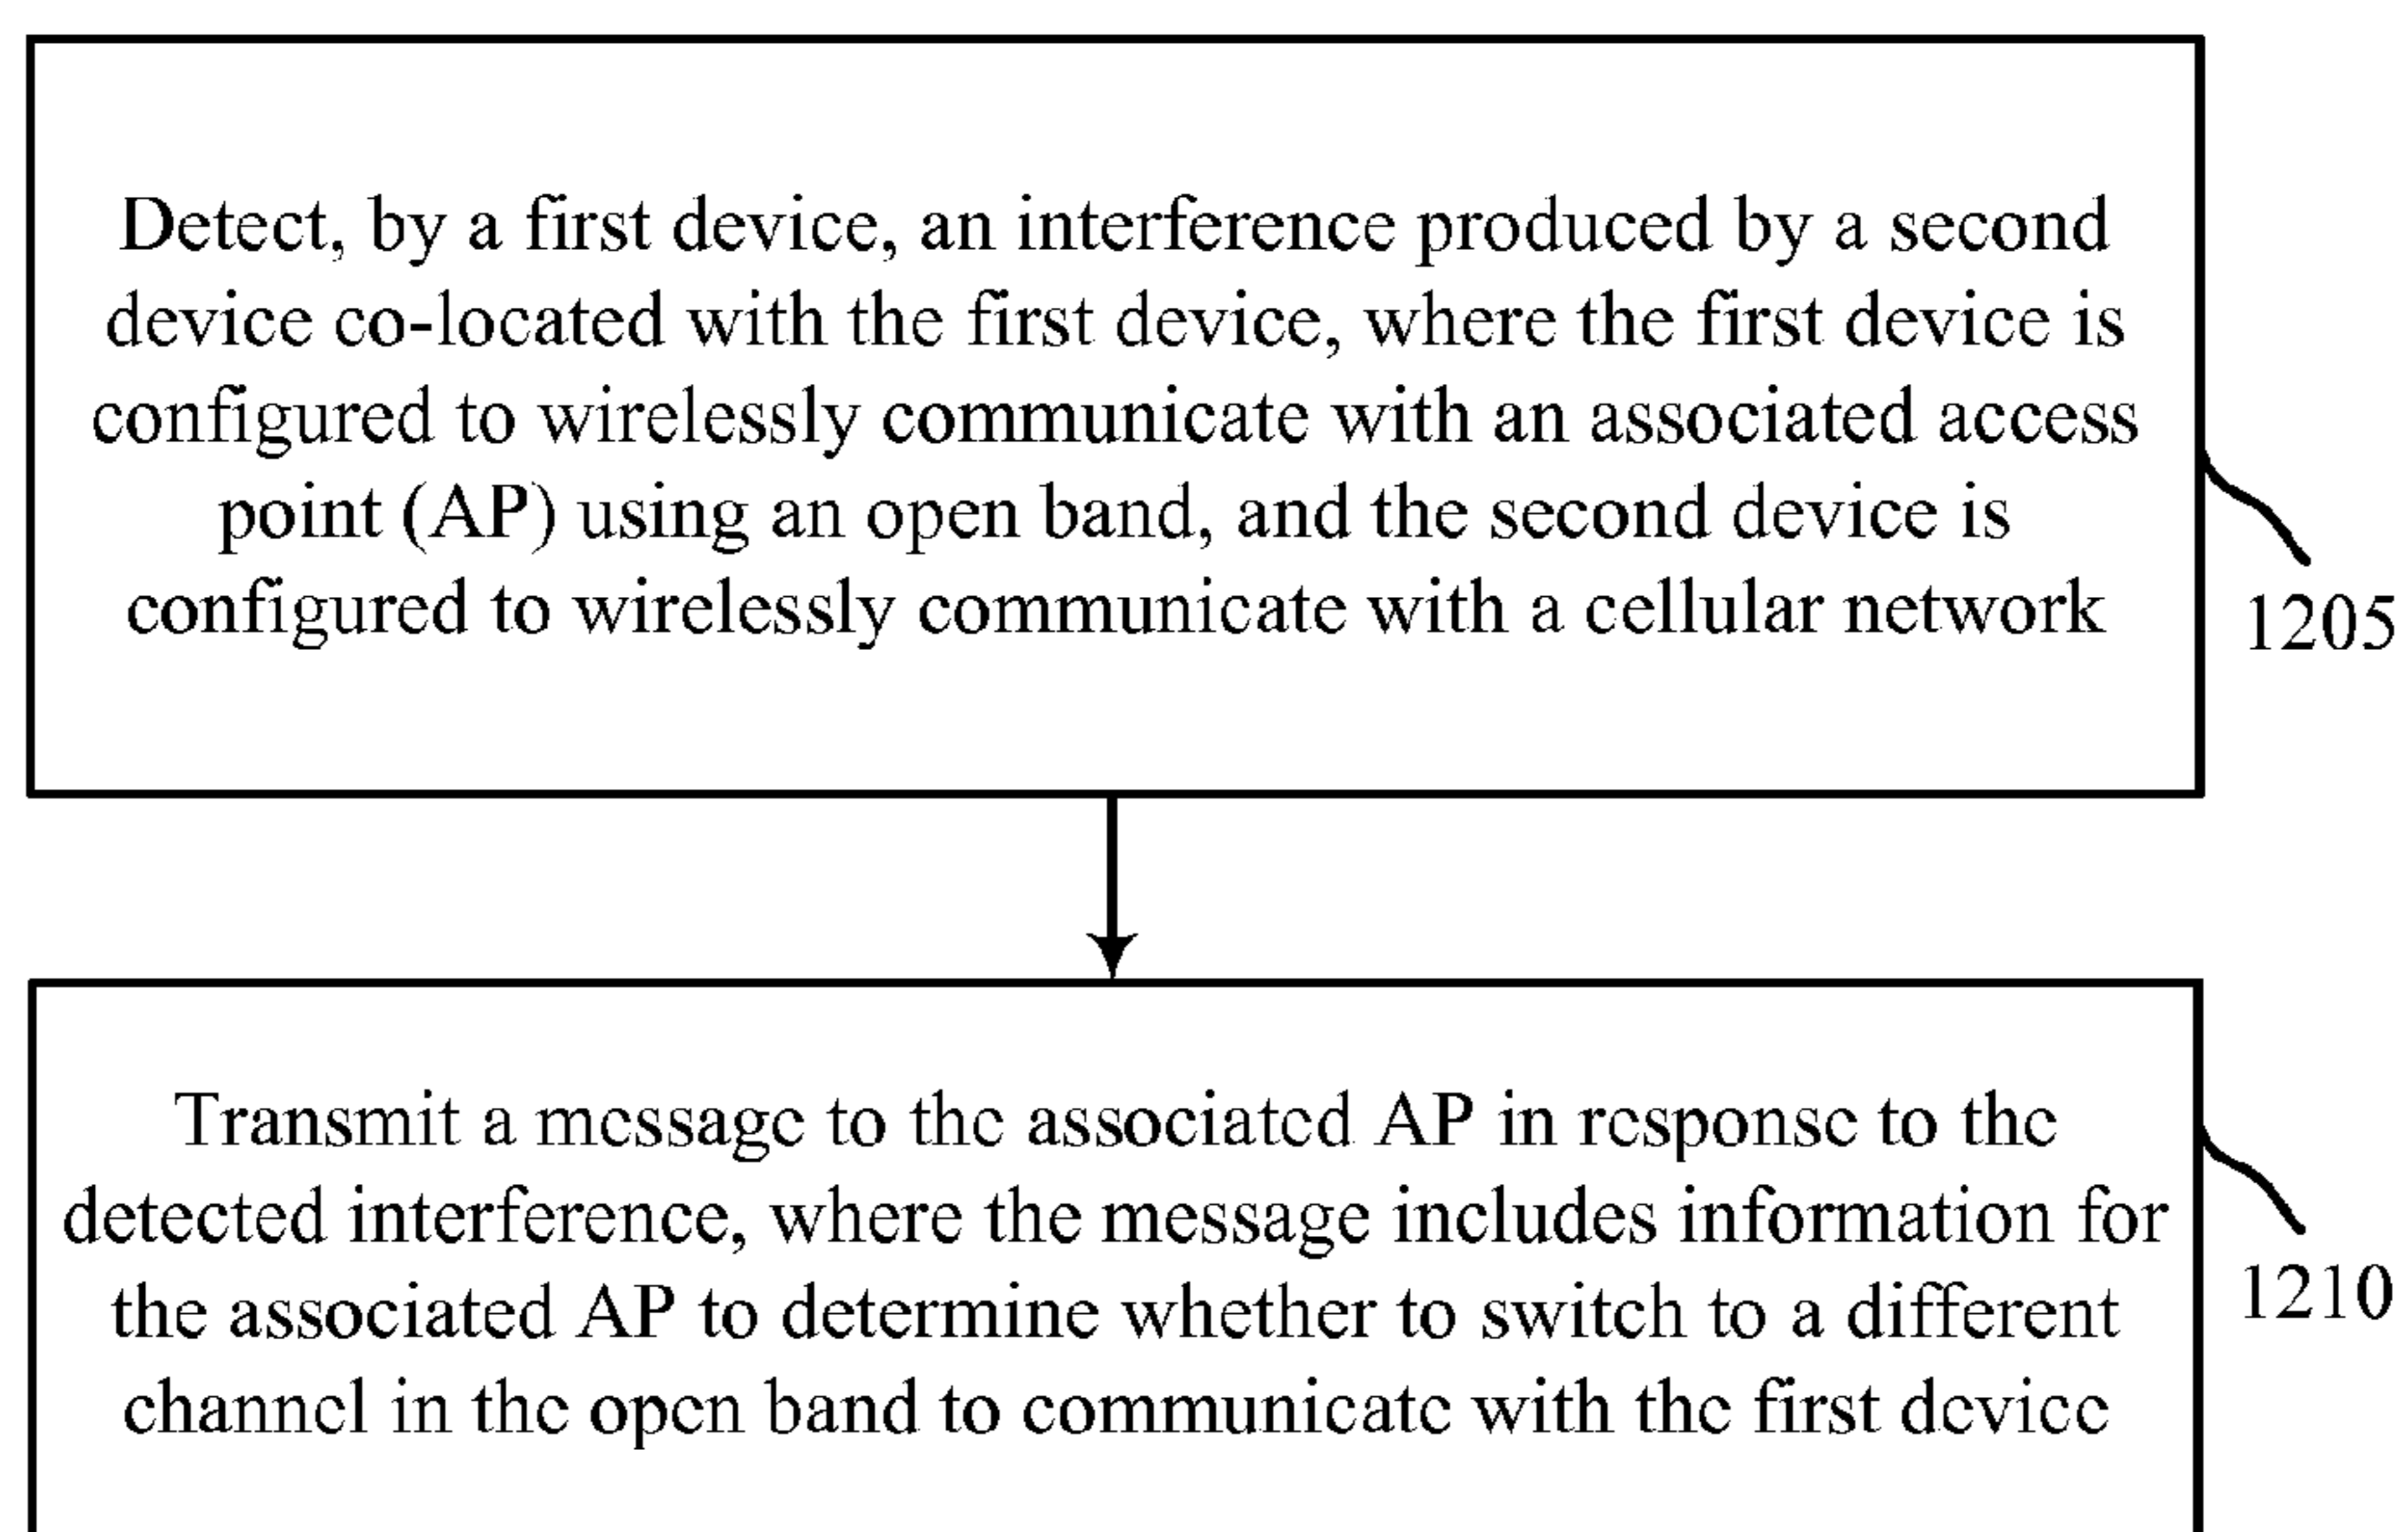 Detect, by a first device, an interference produced by a second
device co-located with the first device, where the first device is
configured to wirelessly communicate with an associated access
point (AP) using an open band, and the second device is
configured to wirelessly communicate with a cellular network
1205
Transmit a message to the associated AP in response to the
detected interference, where the message includes information for
the associated AP to determine whether to switch to a different
channel in the open band to communicate with the first device
1210